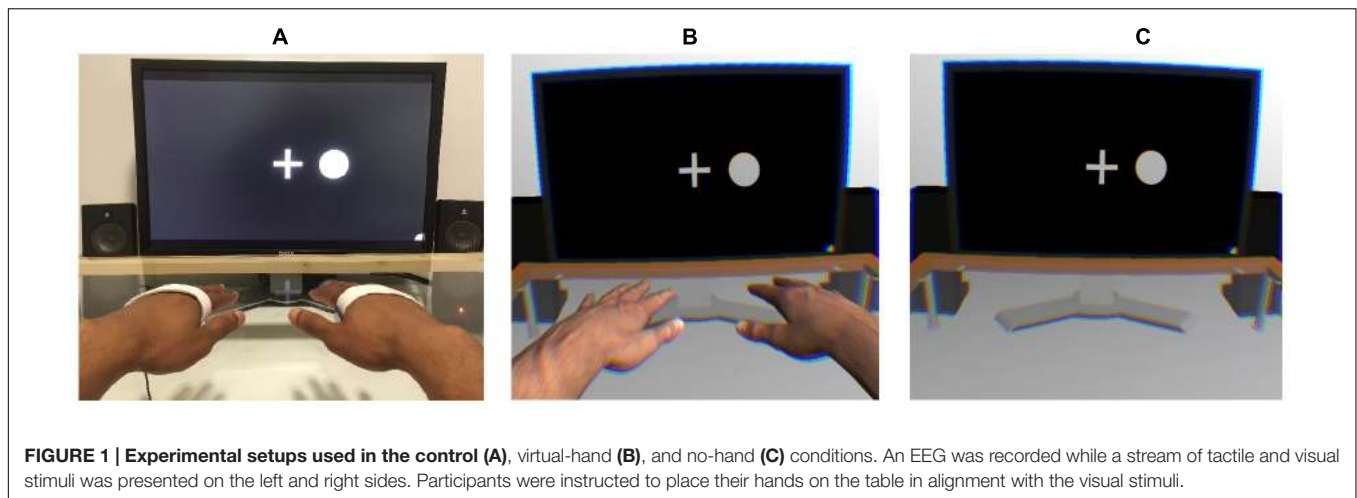 A
B
C
FIGURE 1 | Experimental setups used in the control (A), virtual-hand (B), and no-hand (C) conditions. An EEG was recorded while a stream of tactile and visual
stimuli was presented on the left and right sides. Participants were instructed to place their hands on the table in alignment with the visual stimuli.